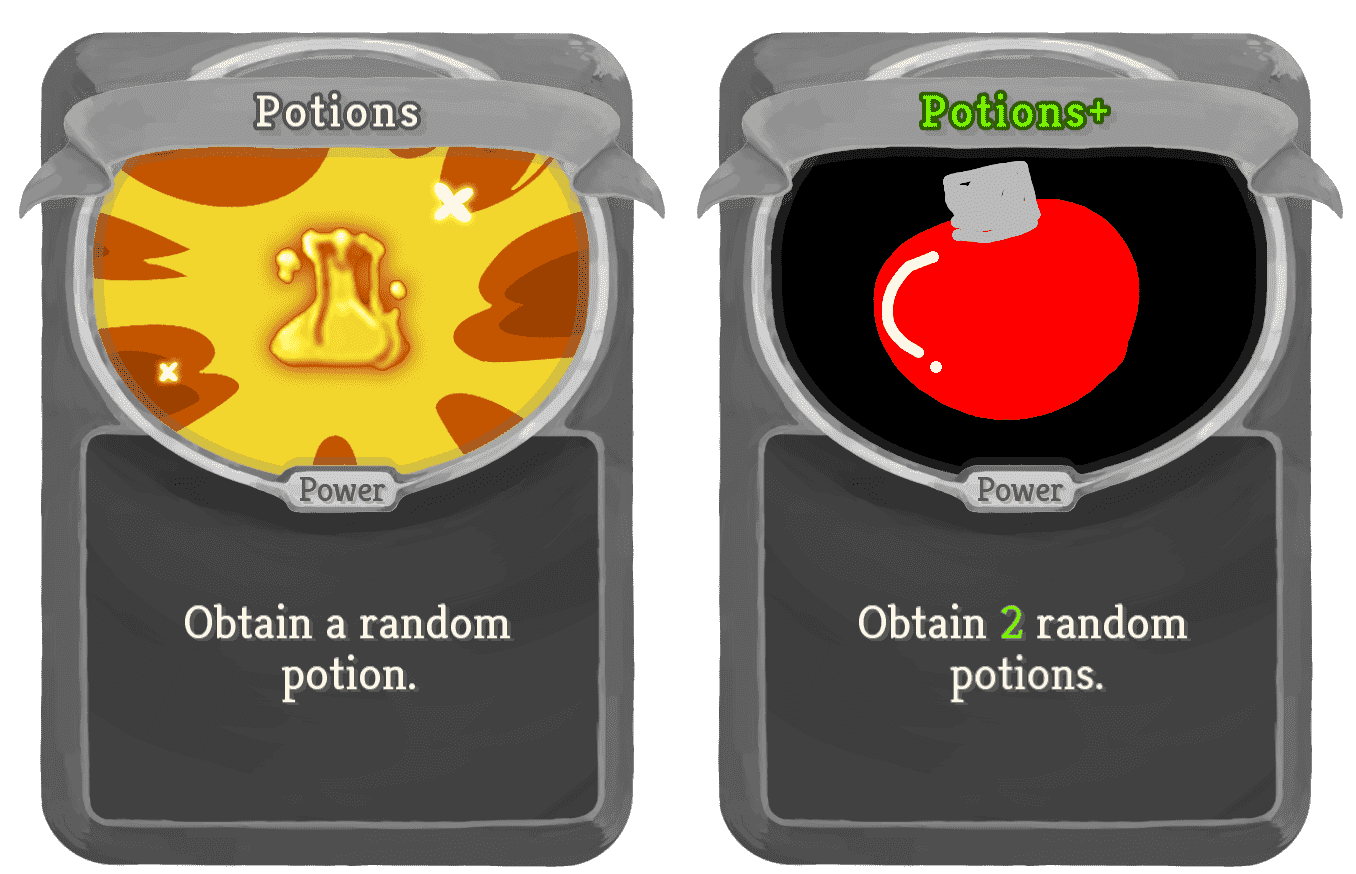 Potions
Power
Obtain a random
potion.
Potions+
Power
Obtain 2 random
potions.